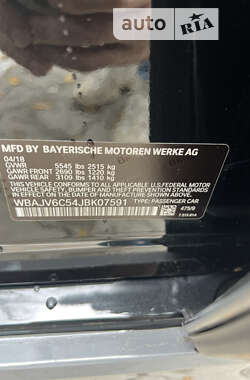 auto RIA
MFD BY BAYERISCHE MOTOREN WERKE AG
04/18
GVWR 5545 lbs 2515 kg
GAWR FRONT 2690 lbs 1220 kg
GAWR REAR 3109 lbs 1410 kg
THIS VEHICLE CONFORMS TO ALL APPLICABLE FEDERAL MOTOR
VEHICLE SAFETY, BUMPER, AND THEFT PREVENTION STANDARDS
IN EFFECT ON THE DATE OF MANUFACTURE SHOWN ABOVE.
WBAJV6C54JBK07591 TYPE: PASSENGER CAR
475/9